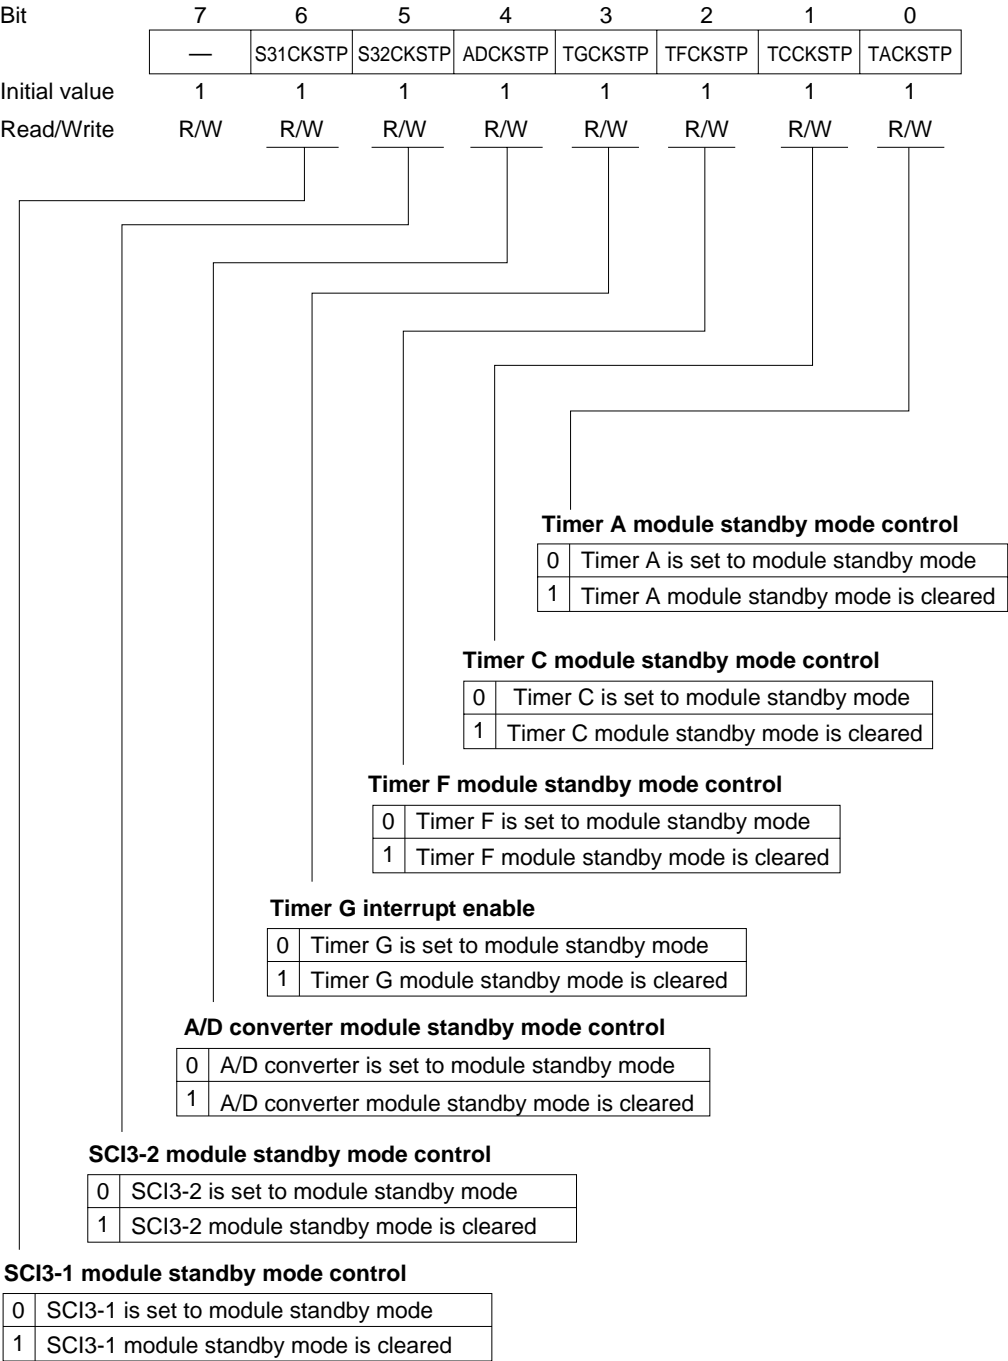 Bit 7 6 5 4 3 2 1 0
— S31CKSTP S32CKSTP ADCKSTP TGCKSTP TFCKSTP TCCKSTP TACKSTP
Initial value 1 1 1 1 1 1 1 1
Read/Write R/W R/W R/W R/W R/W R/W R/W R/W
Timer A module standby mode control
0 Timer A is set to module standby mode
1 Timer A module standby mode is cleared
Timer C module standby mode control
0 Timer C is set to module standby mode
1 Timer C module standby mode is cleared
Timer F module standby mode control
0 Timer F is set to module standby mode
1 Timer F module standby mode is cleared
Timer G interrupt enable
0 Timer G is set to module standby mode
1 Timer G module standby mode is cleared
A/D converter module standby mode control
0 A/D converter is set to module standby mode
1 A/D converter module standby mode is cleared
SCI3-2 module standby mode control
0 SCI3-2 is set to module standby mode
1 SCI3-2 module standby mode is cleared
SCI3-1 module standby mode control
0 SCI3-1 is set to module standby mode
1 SCI3-1 module standby mode is cleared